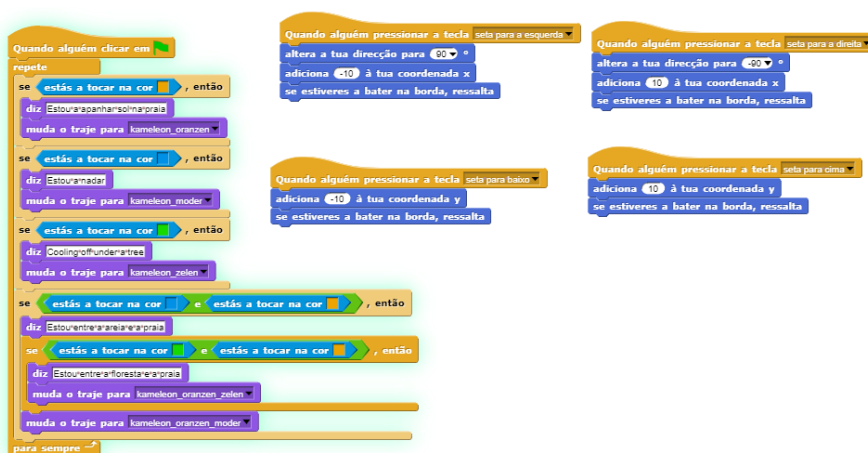 Quando alguém clicar em
repete
se estás a tocar na cor , então
diz Estou a apanhar sol na praia
muda o traje para kameleon_oranzen
se estás a tocar na cor , então
diz Estou a nadar
muda o traje para kameleon_moder
se estás a tocar na cor , então
diz Cooling off under a tree
muda o traje para kameleon_zelen
se estás a tocar na cor e estás a tocar na cor , então
diz Estou entre a areia e a praia
se estás a tocar na cor e estás a tocar na cor , então
diz Estou entre a floresta e a praia
muda o traje para kameleon_oranzen_zelen
muda o traje para kameleon_oranzen_moder
para sempre
Quando alguém pressionar a tecla seta para a esquerda
altera a tua direcção para 90 °
adiciona -10 à tua coordenada x
se estiveres a bater na borda, ressalta
Quando alguém pressionar a tecla seta para a direita
altera a tua direcção para -90 °
adiciona 10 à tua coordenada x
se estiveres a bater na borda, ressalta
Quando alguém pressionar a tecla seta para baixo
adiciona -10 à tua coordenada y
se estiveres a bater na borda, ressalta
Quando alguém pressionar a tecla seta para cima
adiciona 10 à tua coordenada y
se estiveres a bater na borda, ressalta